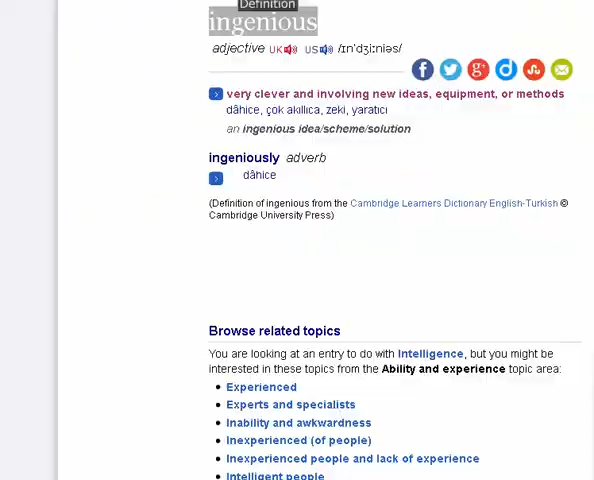 Definition
ingenious
adjective UK US /ɪnˈdʒiːniəs/
very clever and involving new ideas, equipment, or methods
dâhice, çok akıllıca, zeki, yaratıcı
an ingenious idea/scheme/solution
ingeniously adverb
dâhice
(Definition of ingenious from the Cambridge Learners Dictionary English-Turkish ©
Cambridge University Press)
Browse related topics
You are looking at an entry to do with Intelligence, but you might be
interested in these topics from the Ability and experience topic area:
Experienced
Experts and specialists
Inability and awkwardness
Inexperienced (of people)
Inexperienced people and lack of experience
Intelligent people